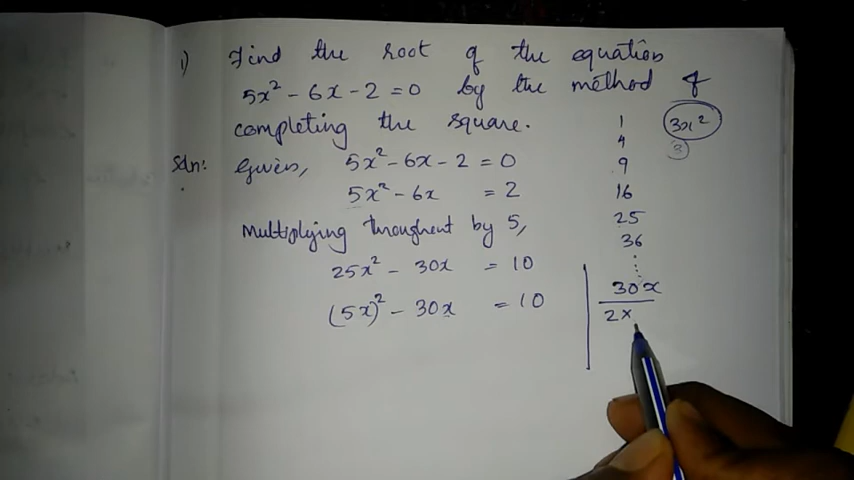 1) Find the root of the equation
5x² - 6x - 2 = 0 by the method of
completing the square.
Soln: Given, 5x² - 6x - 2 = 0
5x² - 6x = 2
Multiplying throughout by 5,
25x² - 30x = 10
(5x)² - 30x = 10
3x²
3
1
4
9
16
25
36
⋮
30x
2x